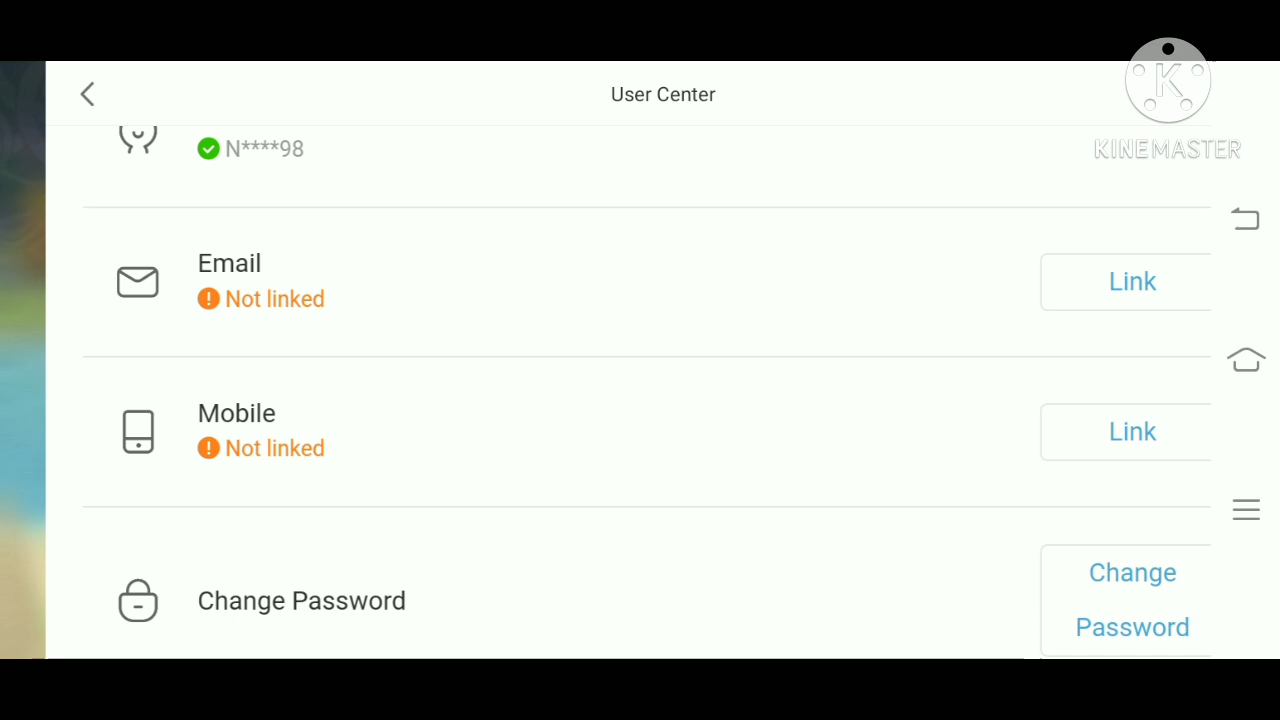 User Center
K
KINEMASTER
N****98
Email
Not linked
Link
Mobile
Not linked
Link
Change Password
Change
Password